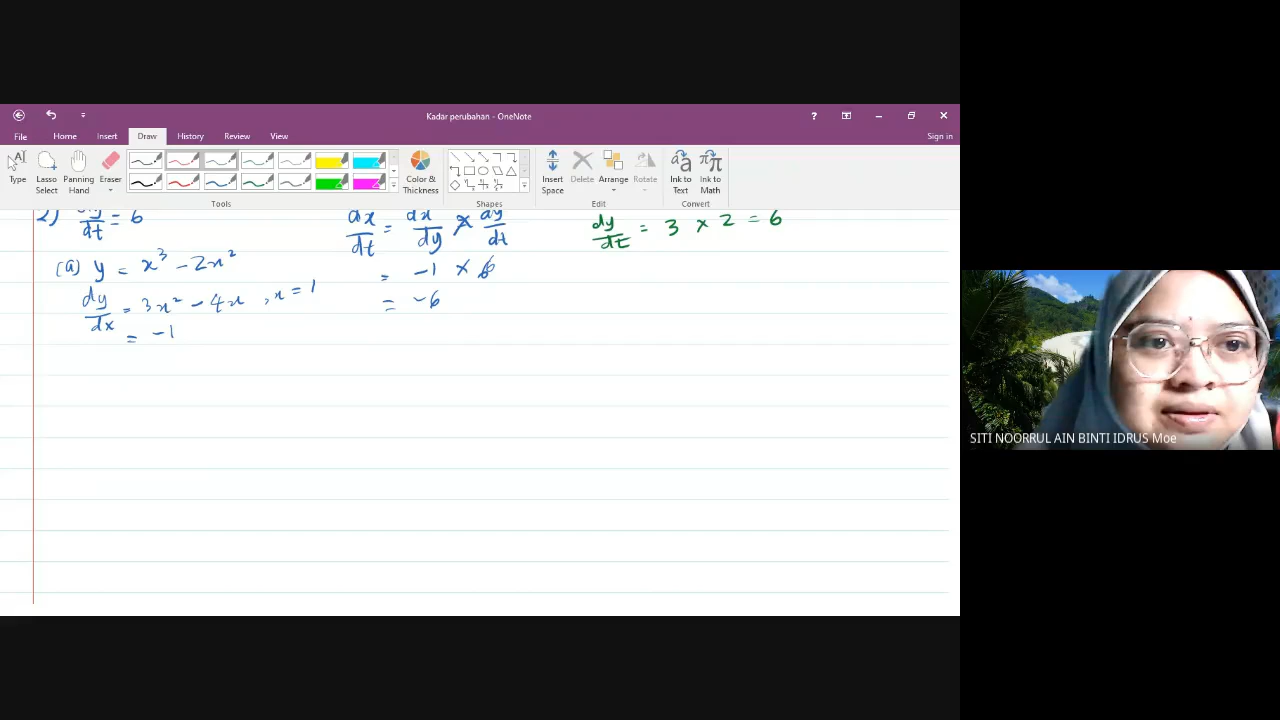 Kadar perubahan - OneNote
File Home Insert Draw History Review View Sign in
Type Lasso Select Panning Hand Eraser Color & Thickness Insert Space Delete Arrange Rotate Ink to Text Ink to Math
Tools Shapes Edit Convert
2) dy/dt = 6
(a) y = x³ - 2x²
dy/dx = 3x² - 4x , x = 1
= -1
dx/dt = dx/dy × dy/dt
= -1 × 6
= -6
dy/dt = 3 × 2 = 6
SITI NOORRUL AIN BINTI IDRUS Moe